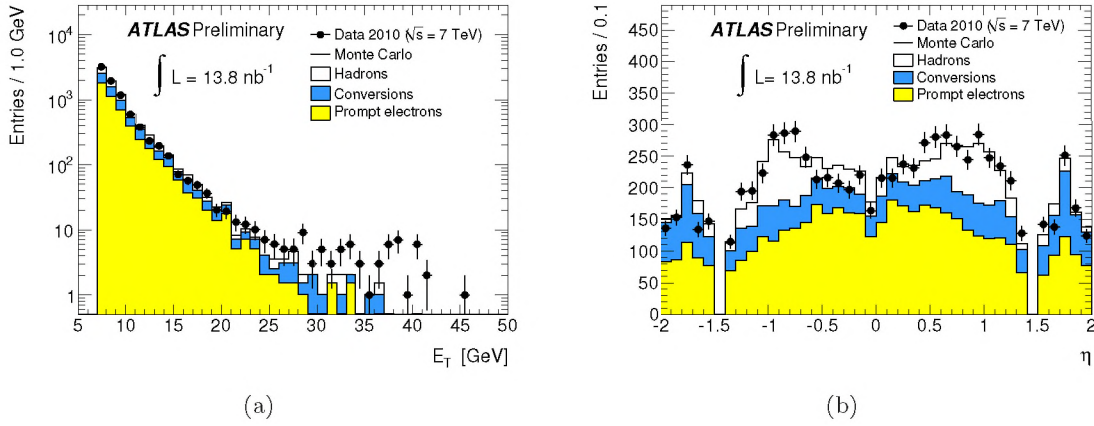 ATLAS Preliminary
∫ L = 13.8 nb⁻¹
Data 2010 (√s = 7 TeV)
Monte Carlo
Hadrons
Conversions
Prompt electrons
Entries / 1.0 GeV
10⁴
10³
10²
10
1
5 10 15 20 25 30 35 40 45 50
E_T [GeV]
(a)
ATLAS Preliminary
∫ L= 13.8 nb⁻¹
Data 2010 (√s = 7 TeV)
Monte Carlo
Hadrons
Conversions
Prompt electrons
Entries / 0.1
450
400
350
300
250
200
150
100
50
0
-2 -1.5 -1 -0.5 0 0.5 1 1.5 2
η
(b)